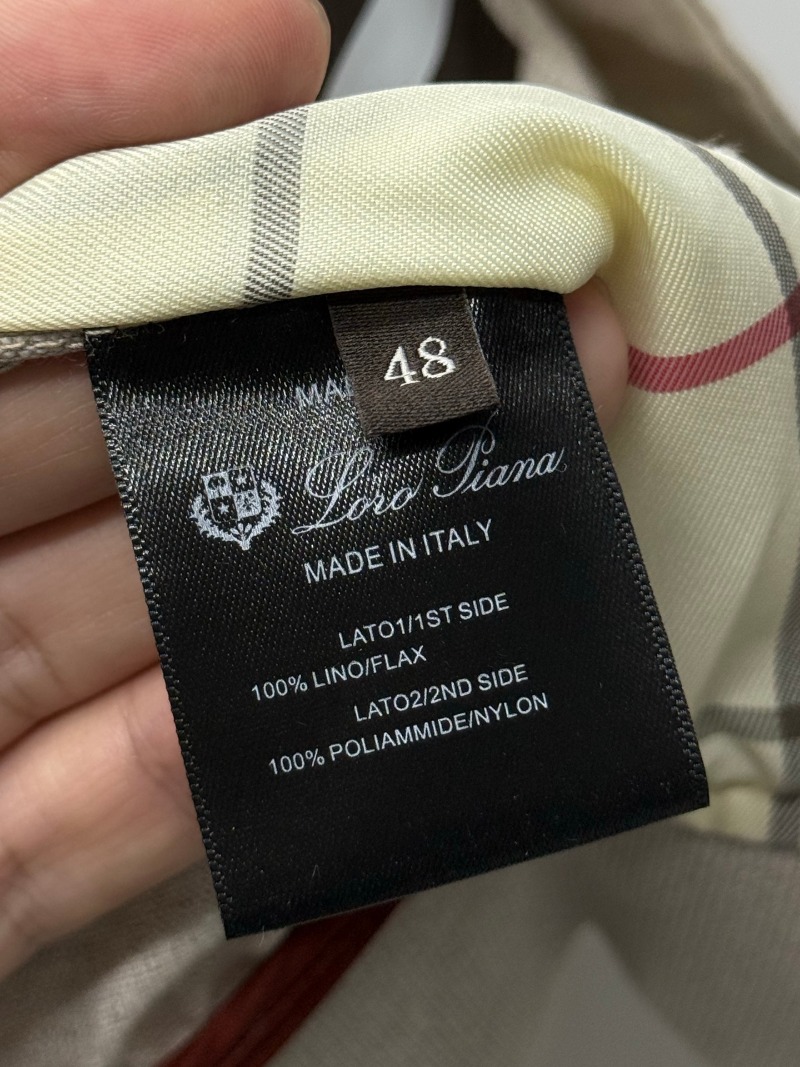 48
Loro Piana
MADE IN ITALY
LATO1/1ST SIDE
100% LINO/FLAX
LATO2/2ND SIDE
100% POLIAMMIDE/NYLON